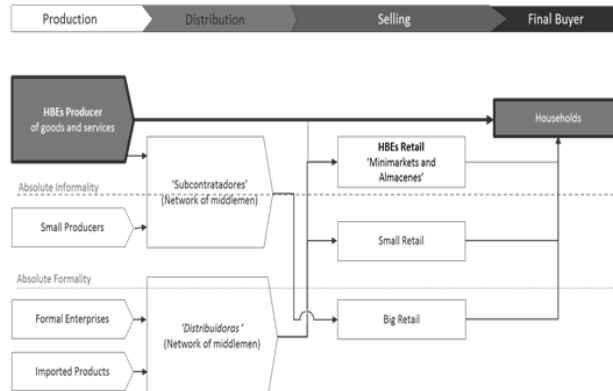 Production
Distribution
Selling
Final Buyer
HBEs Producer
of goods and services
Households
HBEs Retail
'Minimarkets and
Almacenes'
'Subcontratadores'
(Network of middlemen)
Absolute Informality
Small Producers
Small Retail
Absolute Formality
Formal Enterprises
'Distribuidoras '
(Network of middlemen)
Big Retail
Imported Products